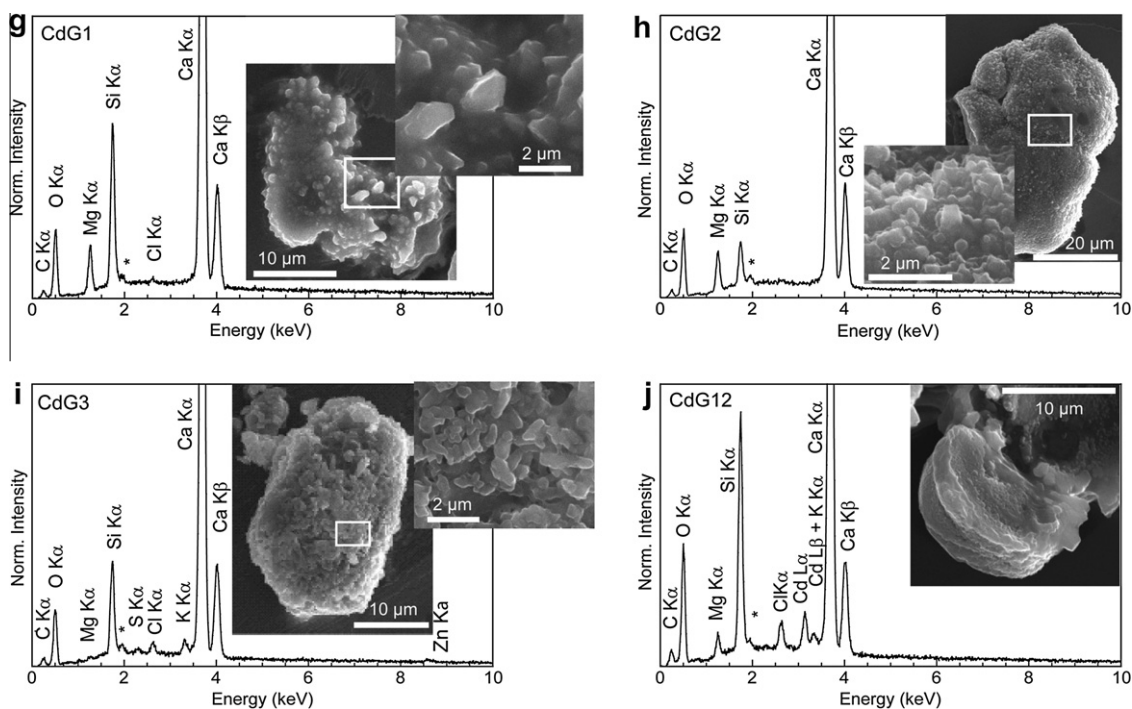 g
CdG1
Norm. Intensity
C Kα
O Kα
Mg Kα
Si Kα
*
Cl Kα
Ca Kα
Ca Kβ
10 µm
2 µm
0 2 4 6 8 10
Energy (keV)
h
CdG2
Norm. Intensity
C Kα
O Kα
Mg Kα
Si Kα
*
Ca Kα
Ca Kβ
2 µm
20 µm
0 2 4 6 8 10
Energy (keV)
i
CdG3
Norm. Intensity
C Kα
O Kα
Mg Kα
Si Kα
*
S Kα
Cl Kα
K Kα
Ca Kα
Ca Kβ
10 µm
2 µm
Zn Ka
0 2 4 6 8 10
Energy (keV)
j
CdG12
Norm. Intensity
C Kα
O Kα
Mg Kα
Si Kα
*
ClKα
Cd Lα
Cd Lβ + K Kα
Ca Kα
Ca Kβ
10 µm
0 2 4 6 8 10
Energy (keV)